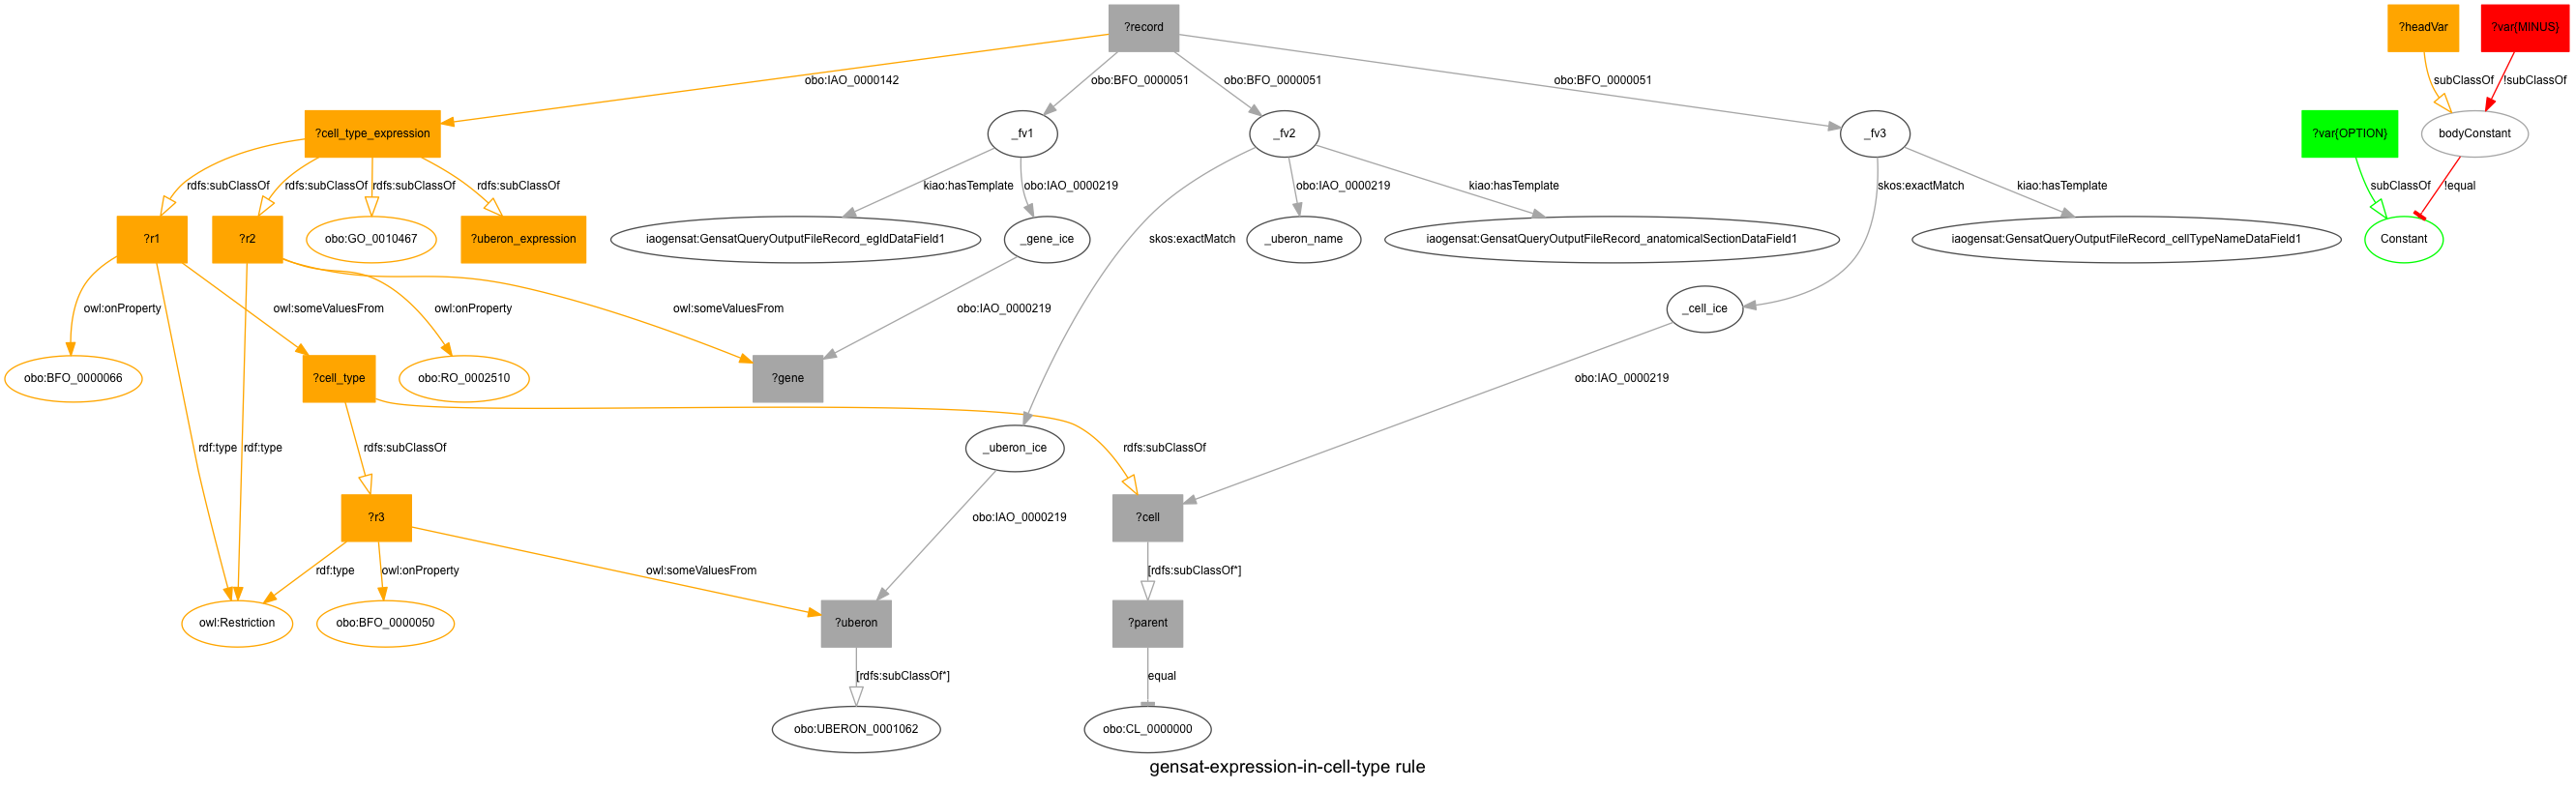 ?record
?headVar
?var{MINUS}
obo:IAO_0000142
obo:BFO_0000051
obo:BFO_0000051
obo:BFO_0000051
subClassOf
!subClassOf
?cell_type_expression
_fv1
_fv2
_fv3
?var{OPTION}
bodyConstant
rdfs:subClassOf
rdfs:subClassOf
rdfs:subClassOf
rdfs:subClassOf
kiao:hasTemplate
obo:IAO_0000219
obo:IAO_0000219
kiao:hasTemplate
skos:exactMatch
kiao:hasTemplate
subClassOf
!equal
?r1
?r2
obo:GO_0010467
?uberon_expression
iaogensat:GensatQueryOutputFileRecord_egIdDataField1
_gene_ice
skos:exactMatch
_uberon_name
iaogensat:GensatQueryOutputFileRecord_anatomicalSectionDataField1
iaogensat:GensatQueryOutputFileRecord_cellTypeNameDataField1
Constant
owl:onProperty
owl:someValuesFrom
owl:onProperty
owl:someValuesFrom
obo:IAO_0000219
_cell_ice
obo:BFO_0000066
?cell_type
obo:RO_0002510
?gene
obo:IAO_0000219
rdf:type
rdf:type
rdfs:subClassOf
_uberon_ice
rdfs:subClassOf
?r3
obo:IAO_0000219
?cell
rdf:type
owl:onProperty
owl:someValuesFrom
[rdfs:subClassOf*]
owl:Restriction
obo:BFO_0000050
?uberon
?parent
[rdfs:subClassOf*]
equal
obo:UBERON_0001062
obo:CL_0000000
gensat-expression-in-cell-type rule